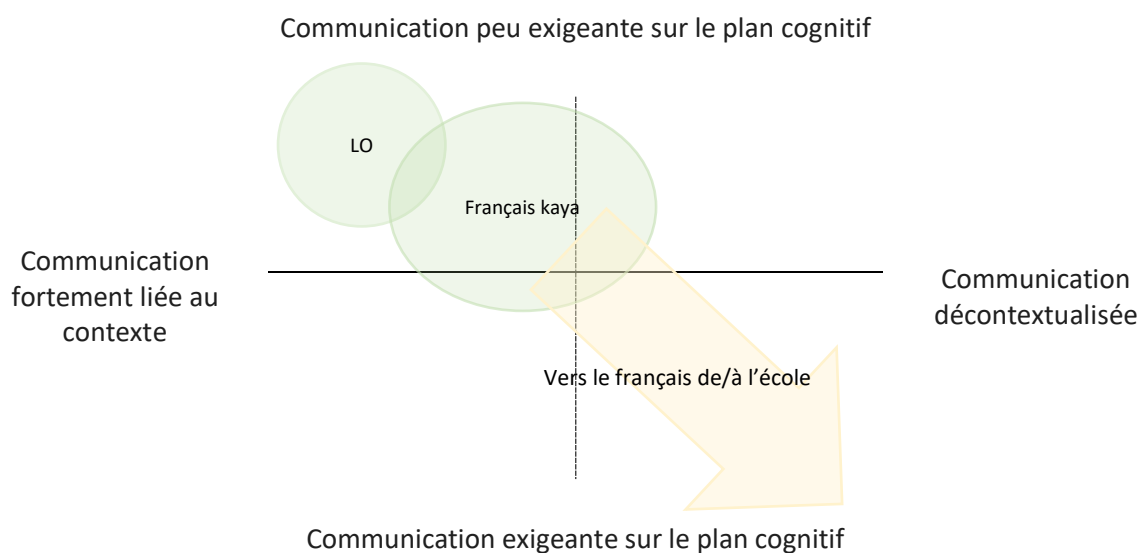 Communication peu exigeante sur le plan cognitif
LO
Français kaya
Communication
fortement liée au
contexte
Communication
décontextualisée
Vers le français de/à l'école
Communication exigeante sur le plan cognitif